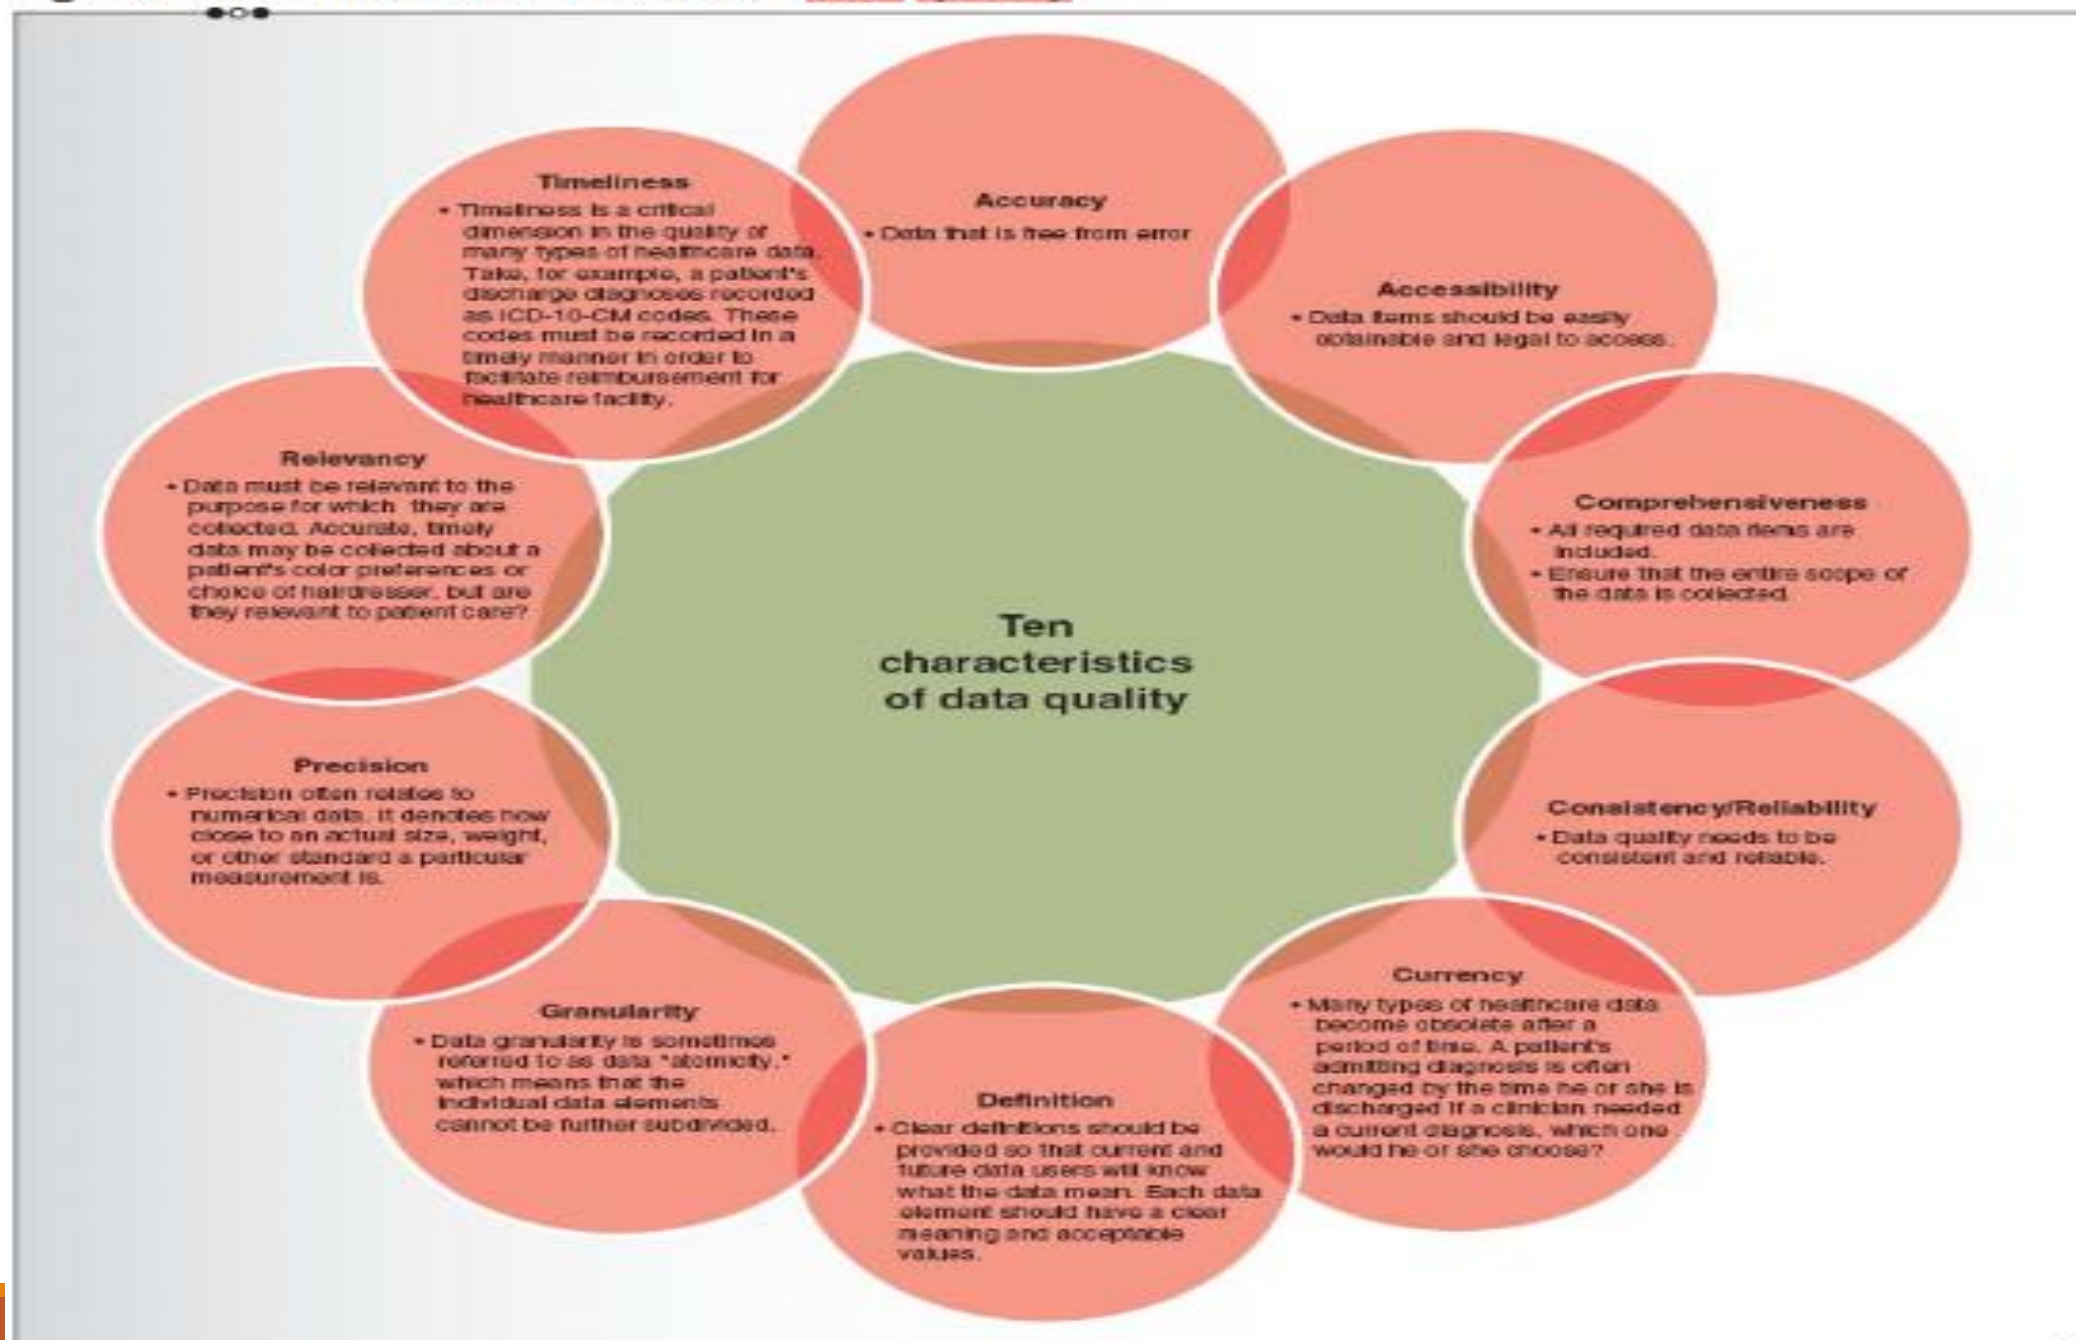 Ten
characteristics
of data quality
Accuracy
• Data that is free from error
Accessibility
• Data items should be easily
obtainable and legal to access.
Comprehensiveness
• All required data items are
included.
• Ensure that the entire scope of
the data is collected.
Consistency/Reliability
• Data quality needs to be
consistent and reliable.
Currency
• Many types of healthcare data
become obsolete after a
period of time. A patient's
admitting diagnosis is often
changed by the time he or she is
discharged if a clinician needed
a current diagnosis, which one
would he or she choose?
Definition
• Clear definitions should be
provided so that current and
future data users will know
what the data mean. Each data
element should have a clear
meaning and acceptable
values.
Granularity
• Data granularity is sometimes
referred to as data "atomicity,"
which means that the
individual data elements
cannot be further subdivided.
Precision
• Precision often relates to
numerical data. It denotes how
close to an actual size, weight,
or other standard a particular
measurement is.
Relevancy
• Data must be relevant to the
purpose for which they are
collected. Accurate, timely
data may be collected about a
patient's color preferences or
choice of hairdresser, but are
they relevant to patient care?
Timeliness
• Timeliness is a critical
dimension in the quality of
many types of healthcare data.
Take, for example, a patient's
discharge diagnoses recorded
as ICD-10-CM codes. These
codes must be recorded in a
timely manner in order to
facilitate reimbursement for
healthcare facility.